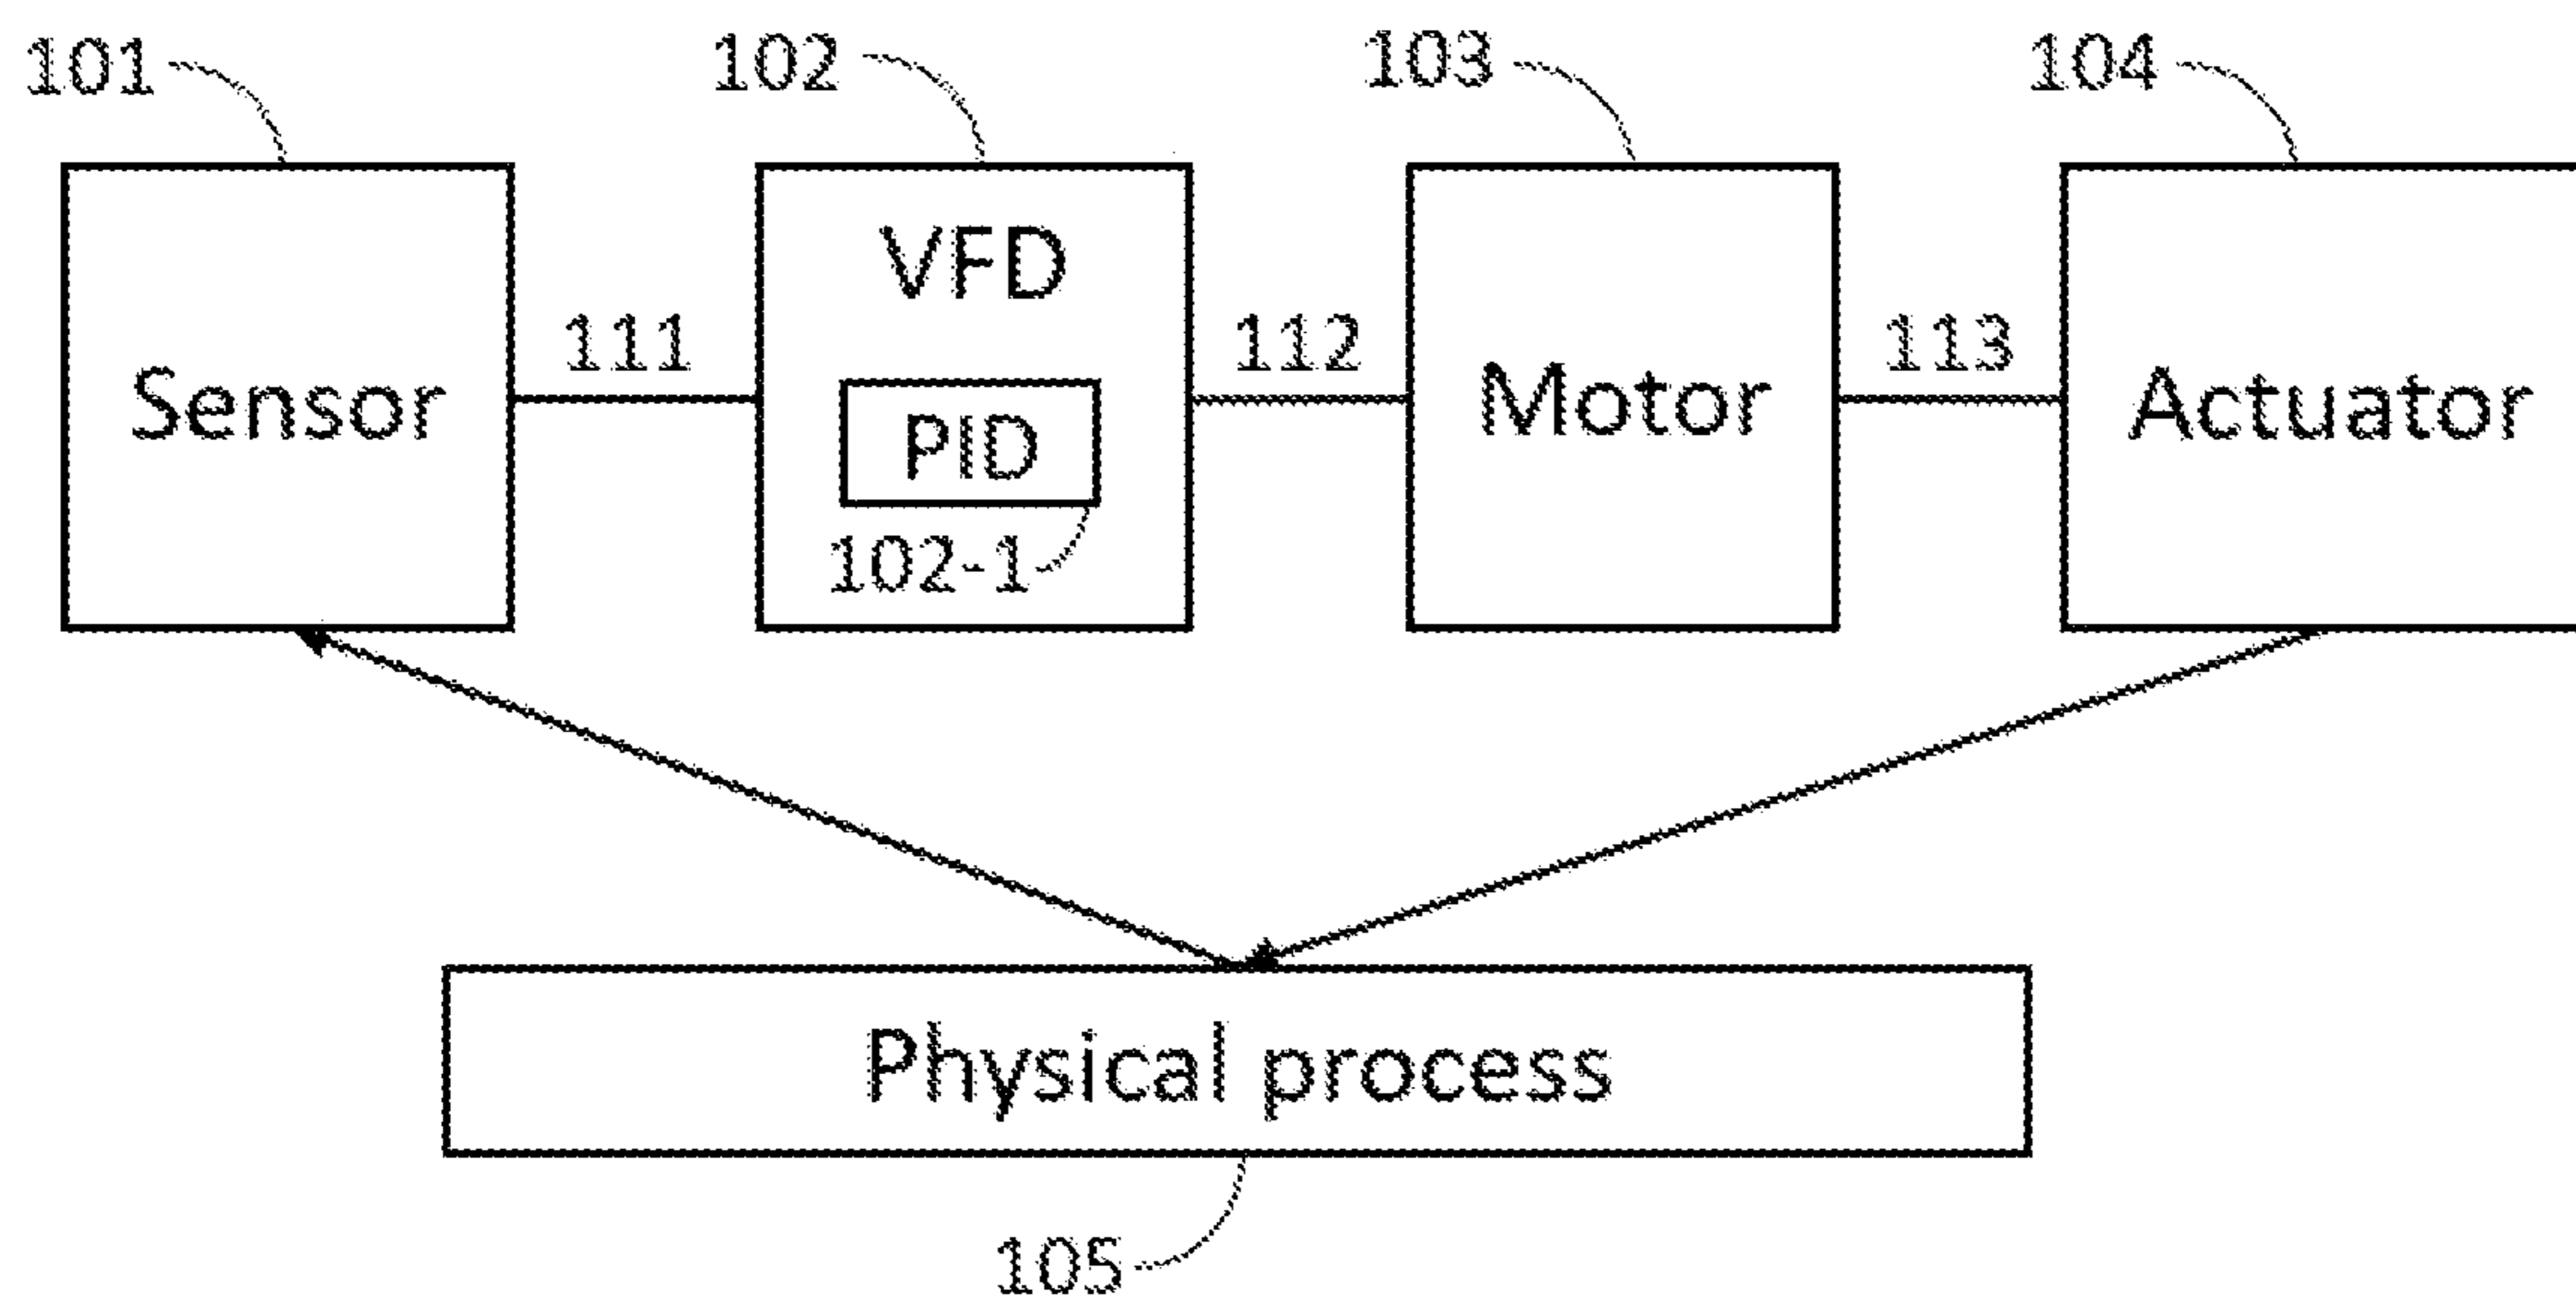 101 102 103 104
VFD
111 112 113
Sensor PID Motor Actuator
102-1
Physical process
105